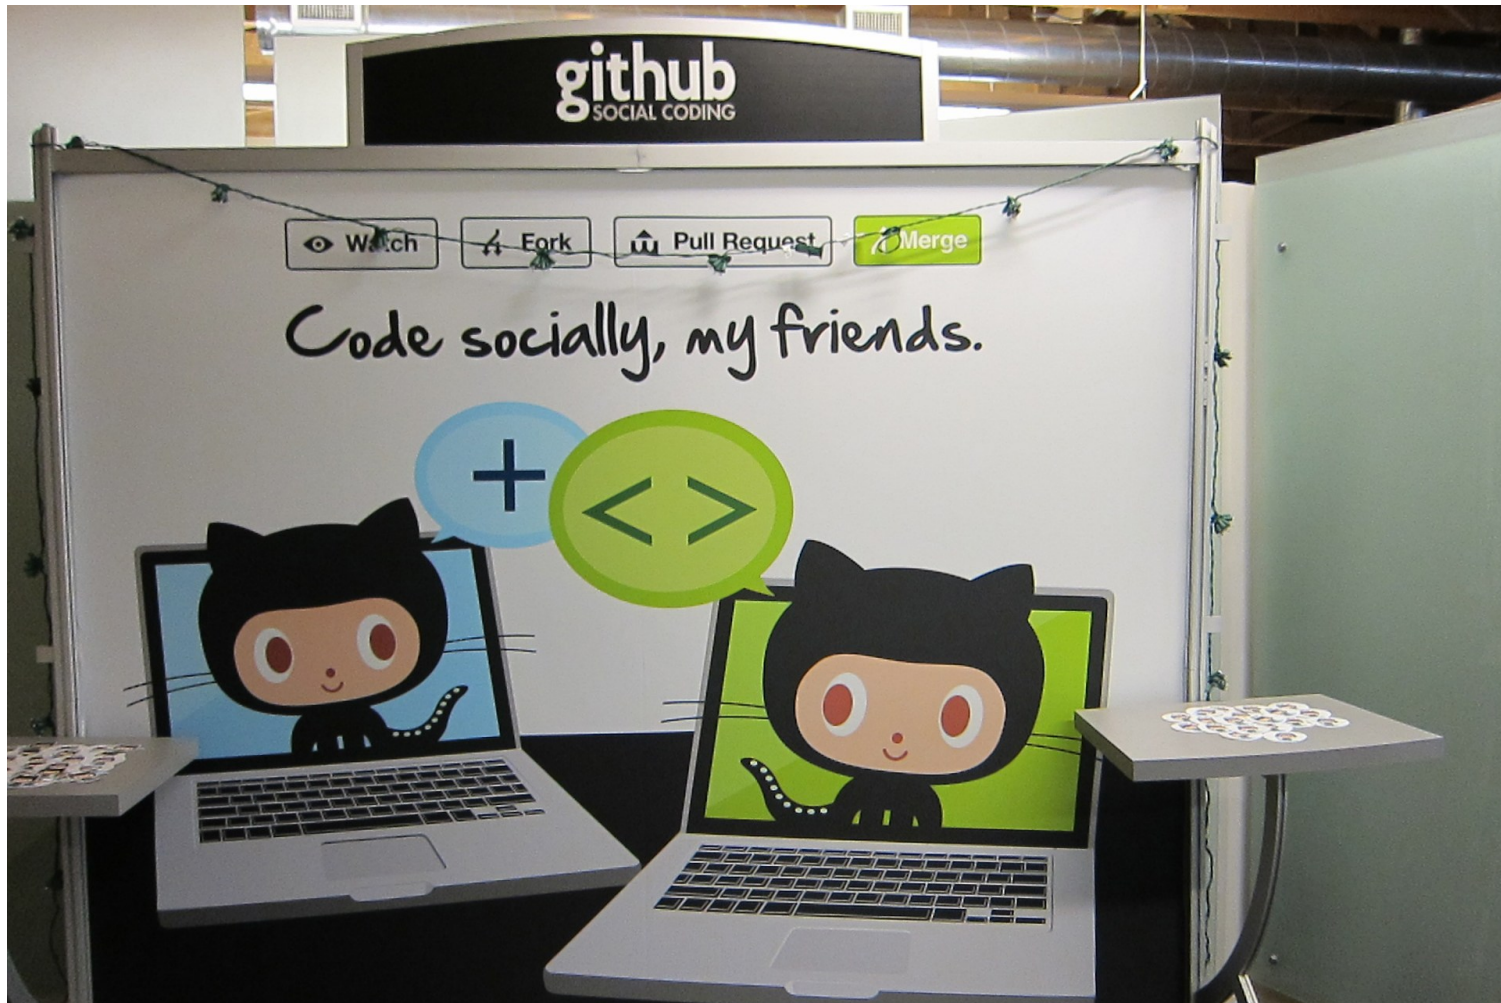 github
SOCIAL CODING
Watch Fork Pull Request Merge
Code socially, my friends.
+ < >